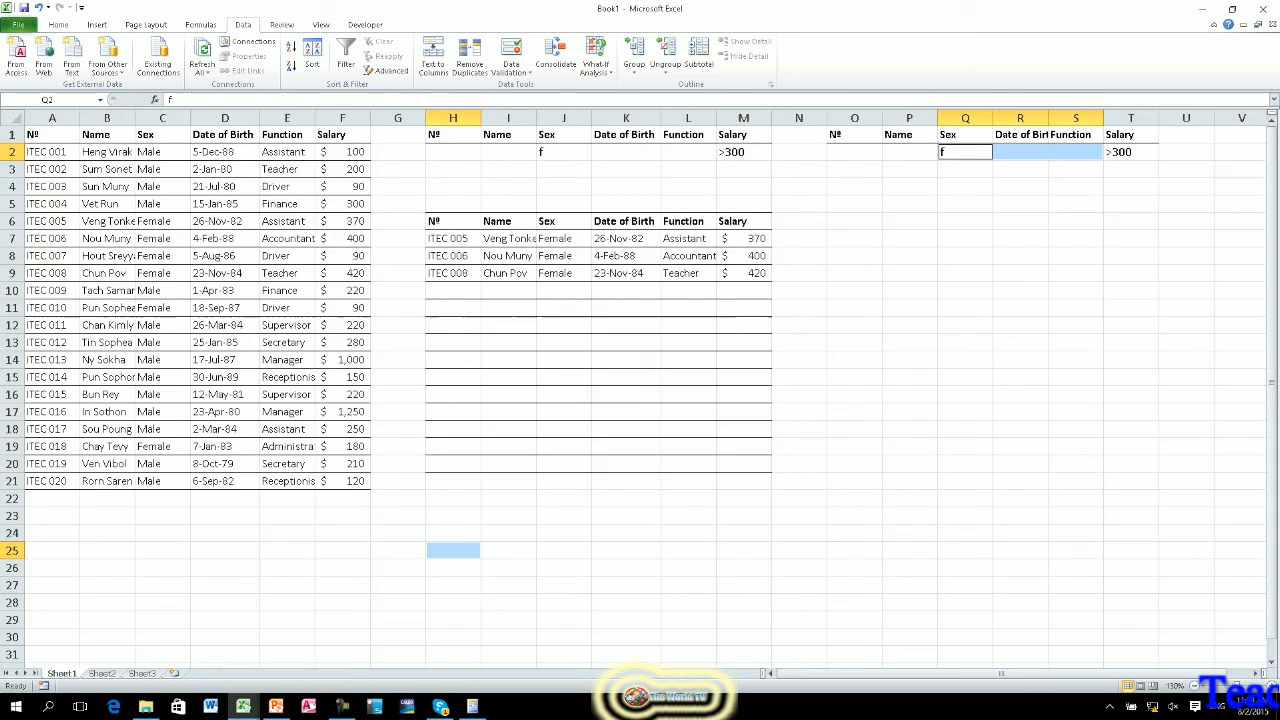 Book1 - Microsoft Excel
File Home Insert Page Layout Formulas Data Review View Developer
From Access From Web From Text From Other Sources Existing Connections Refresh All Connections Properties Edit links Sort Filter Clear Reapply Advanced Text to Columns Remove Duplicates Data Validation Consolidate What-If Analysis Group Ungroup Subtotal Show Detail Hide Detail
Get External Data Connections Sort & Filter Data Tools Outline
Q2 fx f
A B C D E F G H I J K L M N O P Q R S T U V
1 Nº Name Sex Date of Birth Function Salary Nº Name Sex Date of Birth Function Salary Nº Name Sex Date of Birt Function Salary
2 ITEC 001 Heng Virak Male 5-Dec-88 Assistant $ 100 f >300 f >300
3 ITEC 002 Sum Sonet Male 2-Jan-80 Teacher $ 200
4 ITEC 003 Sun Muny Male 21-Jul-80 Driver $ 90
5 ITEC 004 Vet Run Male 15-Jan-85 Finance $ 300
6 ITEC 005 Veng Tonke Female 26-Nov-82 Assistant $ 370 Nº Name Sex Date of Birth Function Salary
7 ITEC 006 Nou Muny Female 4-Feb-88 Accountant $ 400 ITEC 005 Veng Tonke Female 26-Nov-82 Assistant $ 370
8 ITEC 007 Hout Sreyy Female 5-Aug-86 Driver $ 90 ITEC 006 Nou Muny Female 4-Feb-88 Accountant $ 400
9 ITEC 008 Chun Pov Female 23-Nov-84 Teacher $ 420 ITEC 008 Chun Pov Female 23-Nov-84 Teacher $ 420
10 ITEC 009 Tach Samar Male 1-Apr-83 Finance $ 220
11 ITEC 010 Pun Sophea Female 18-Sep-87 Driver $ 90
12 ITEC 011 Chan Kimly Male 26-Mar-84 Supervisor $ 220
13 ITEC 012 Tin Sophea Male 25-Jan-85 Secretary $ 280
14 ITEC 013 Ny Sokha Male 17-Jul-87 Manager $ 1,000
15 ITEC 014 Pun Sophor Male 30-Jun-89 Receptionis $ 150
16 ITEC 015 Bun Rey Male 12-May-81 Supervisor $ 220
17 ITEC 016 In Sothon Male 23-Apr-80 Manager $ 1,250
18 ITEC 017 Sou Poung Male 2-Mar-84 Assistant $ 250
19 ITEC 018 Chay Tevy Female 7-Jan-83 Administra $ 180
20 ITEC 019 Ven Vibol Male 8-Oct-79 Secretary $ 210
21 ITEC 020 Rorn Saren Male 6-Sep-82 Receptionis $ 120
22
23
24
25
26
27
28
29
30
31
Sheet1 Sheet2 Sheet3
Ready 130%
The World TV
Teac
8/2/2015
ENG